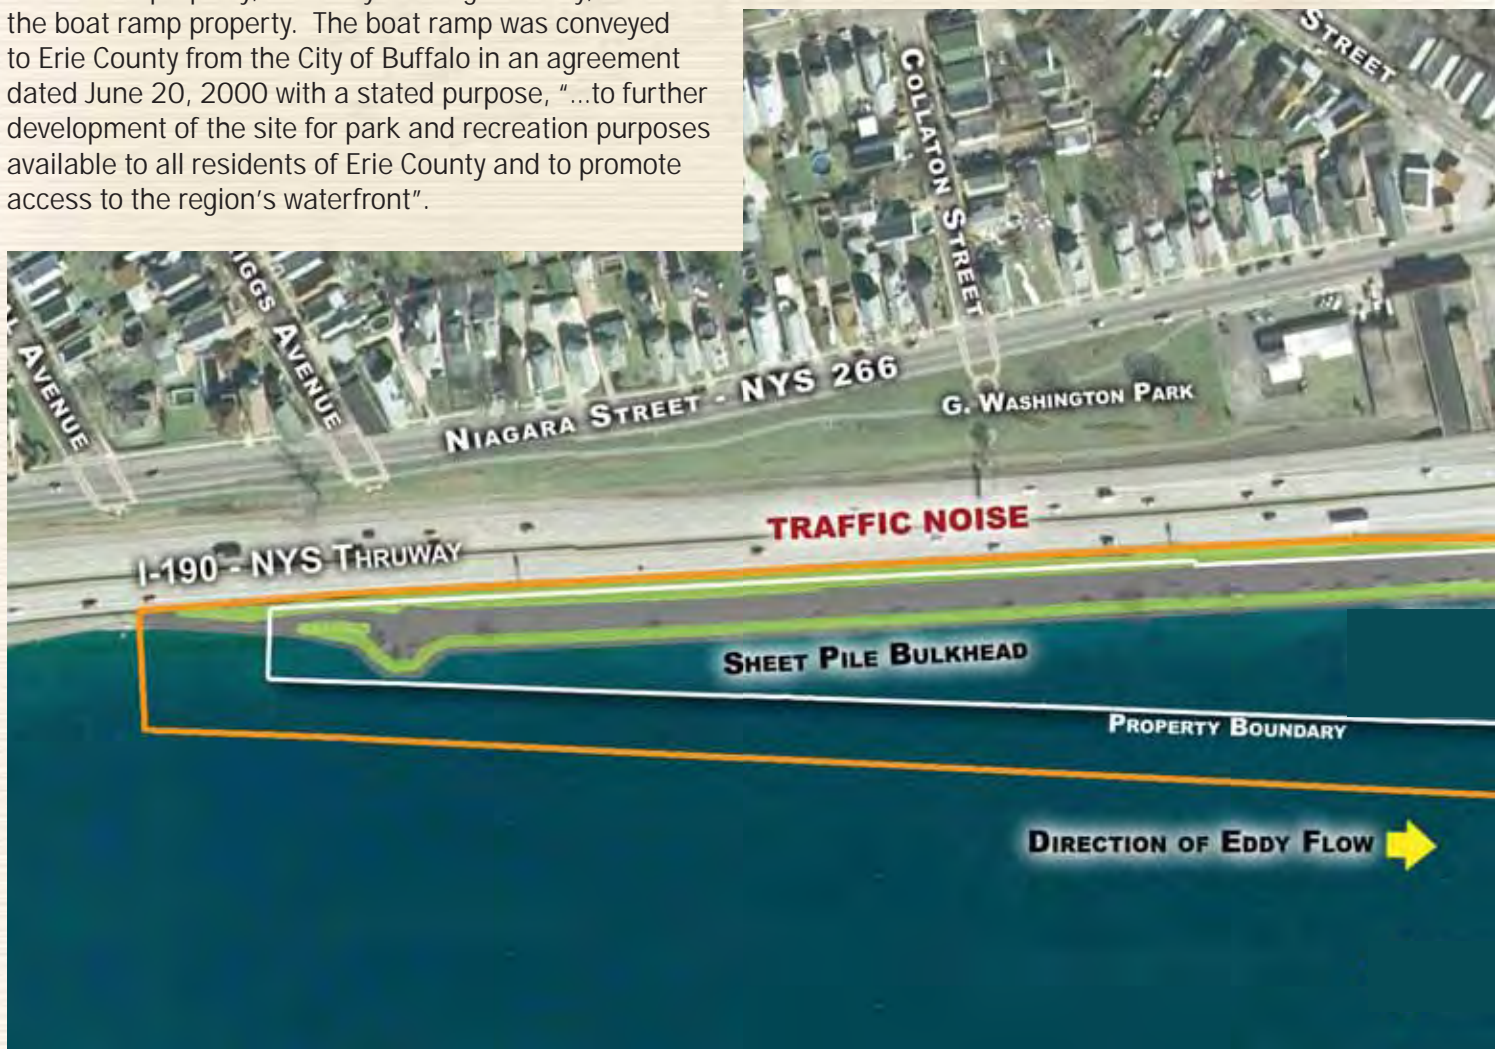 the boat ramp property.  The boat ramp was conveyed
to Erie County from the City of Buffalo in an agreement
dated June 20, 2000 with a stated purpose, “...to further
development of the site for park and recreation purposes
available to all residents of Erie County and to promote
access to the region’s waterfront”.
STREET
COLLATON STREET
AVENUE
AVENUE
NIAGARA STREET - NYS 266
G. WASHINGTON PARK
TRAFFIC NOISE
I-190 - NYS THRUWAY
SHEET PILE BULKHEAD
PROPERTY BOUNDARY
DIRECTION OF EDDY FLOW